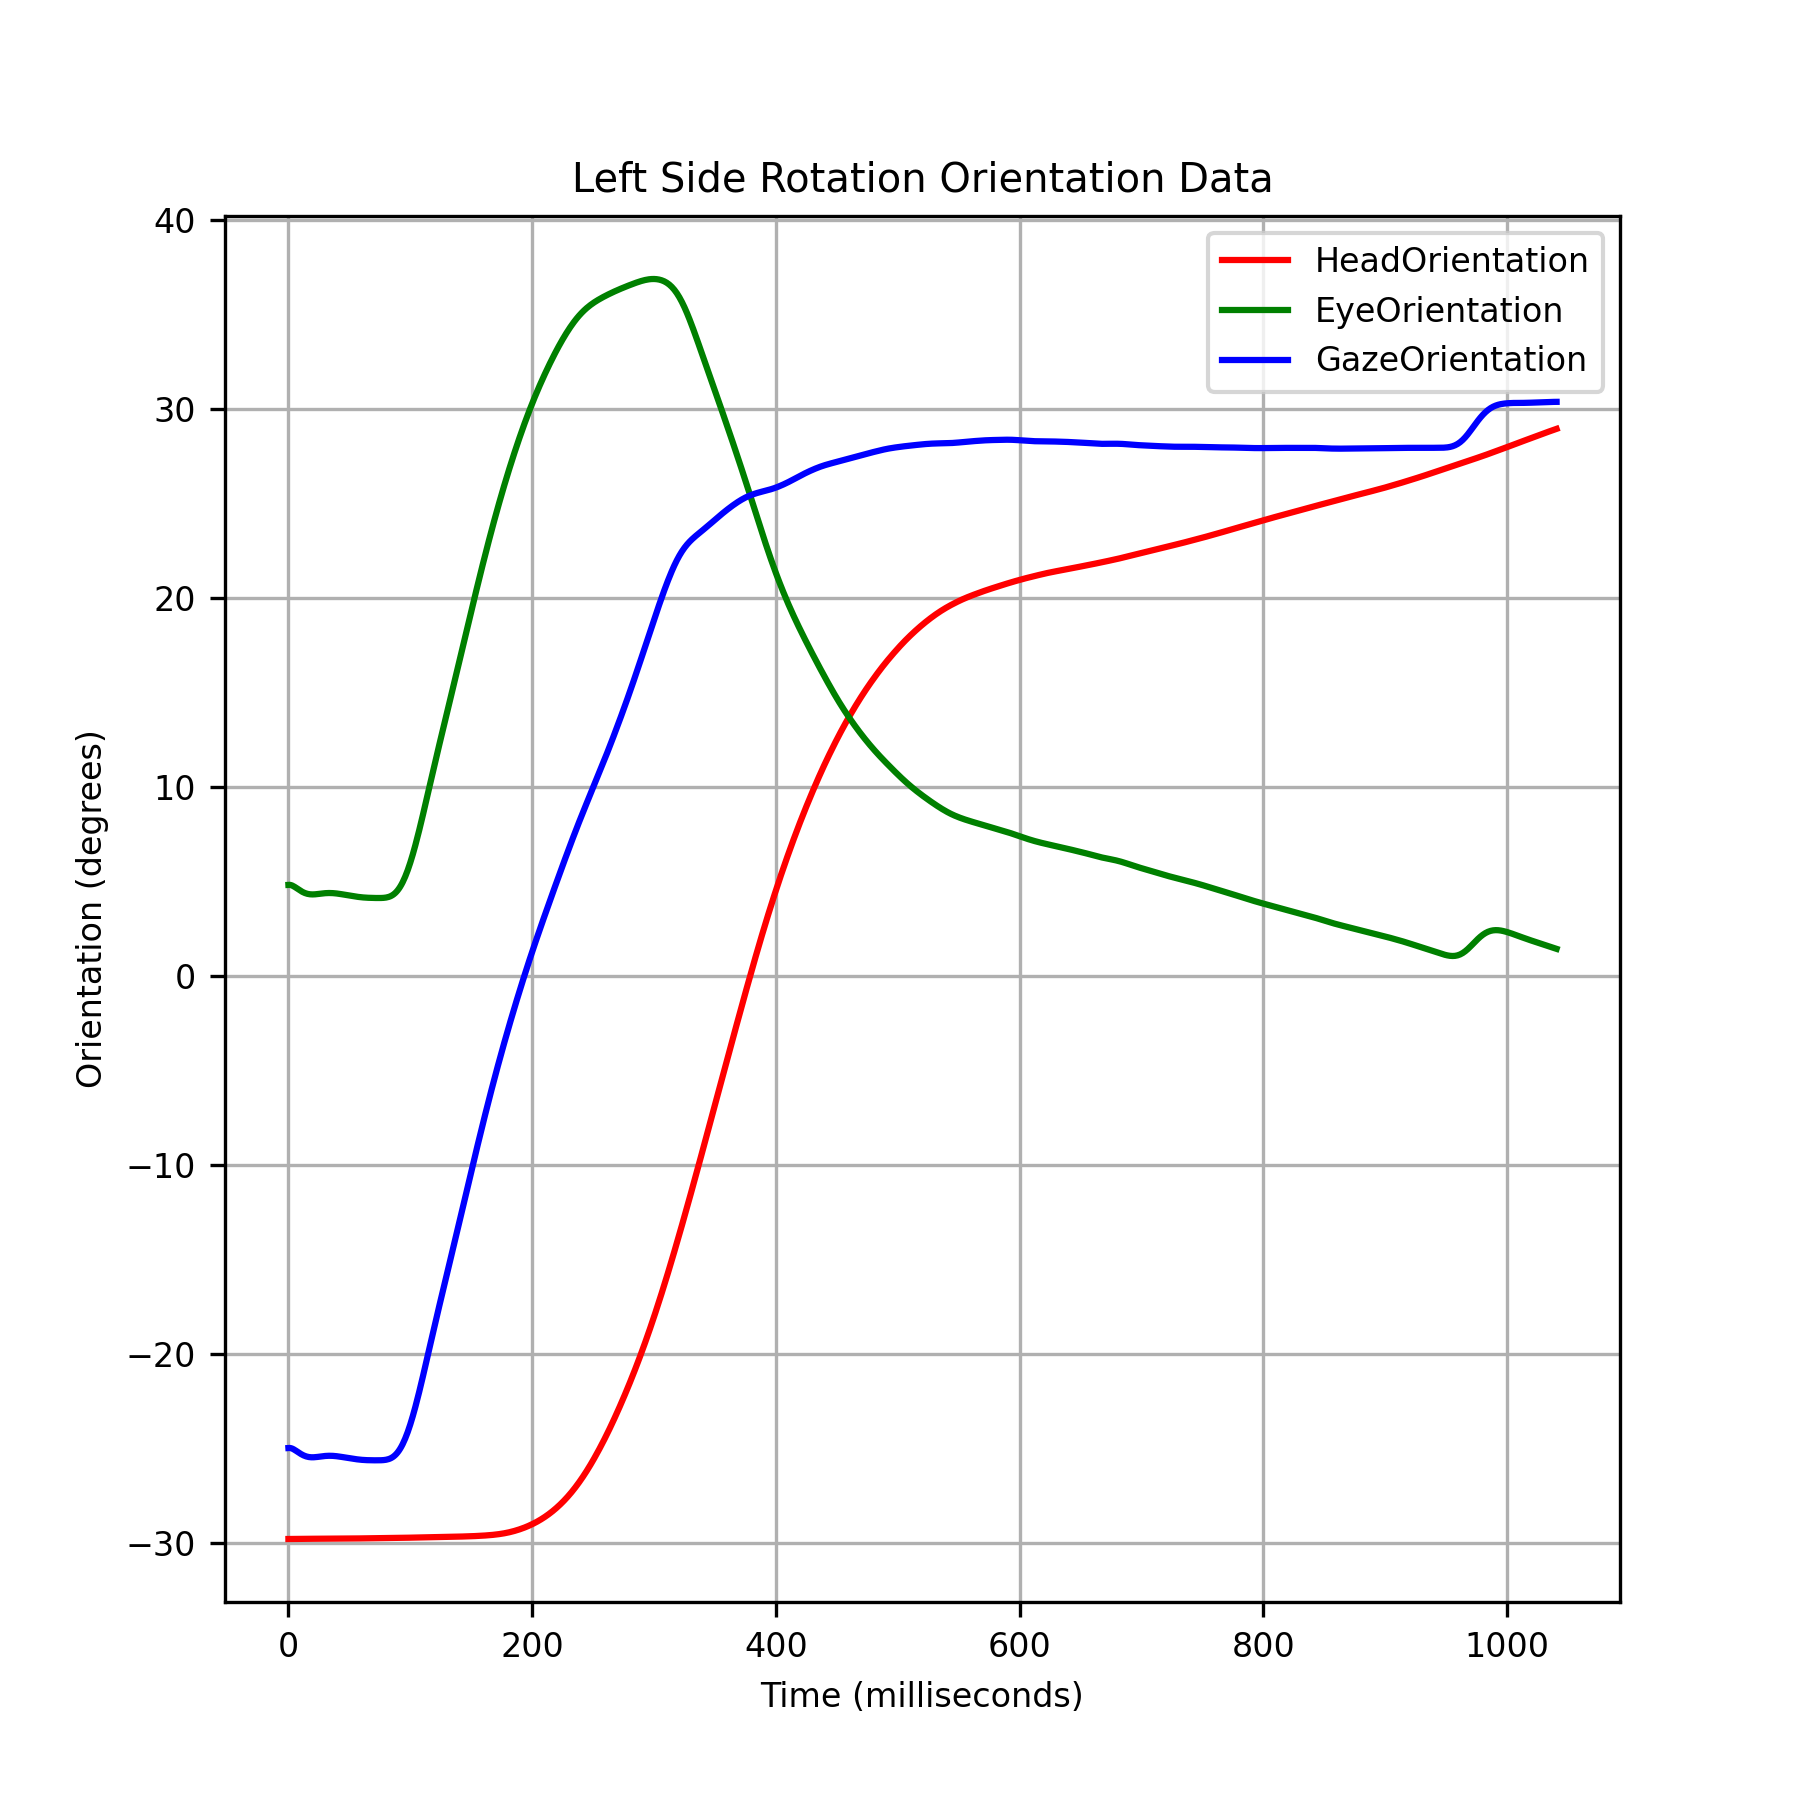 Left Side Rotation Orientation Data
HeadOrientation
EyeOrientation
GazeOrientation
Orientation (degrees)
40
30
20
10
0
−10
−20
−30
0 200 400 600 800 1000
Time (milliseconds)